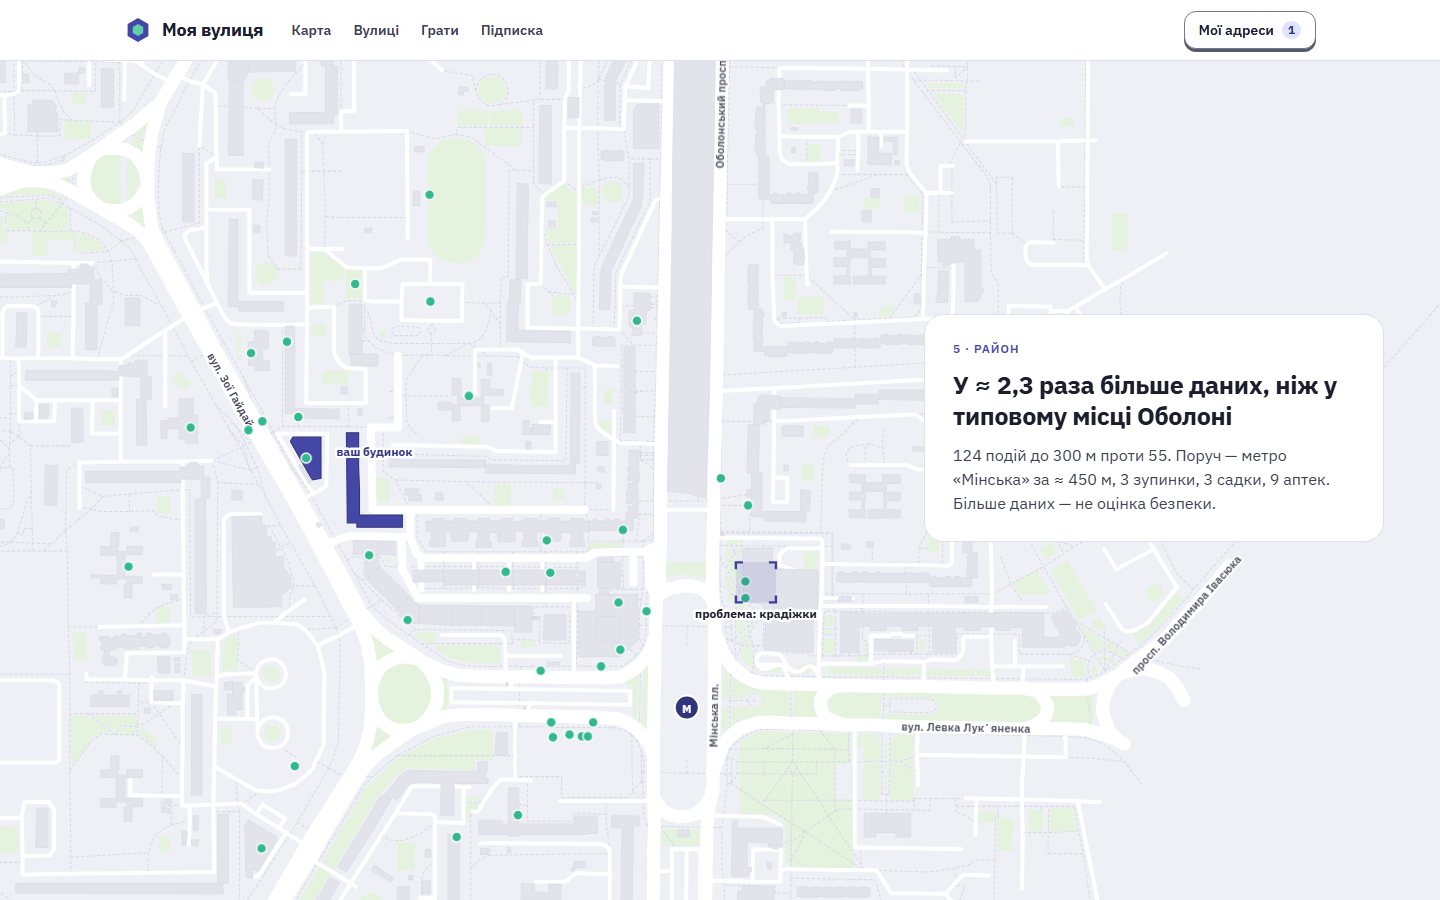 Моя вулиця
Карта
Вулиці
Грати
Підписка
Мої адреси 1
Оболонський просп
вул. Зої Гайдай
ваш будинок
5 · РАЙОН
У ≈ 2,3 раза більше даних, ніж у
типовому місці Оболоні
124 подій до 300 м проти 55. Поруч — метро
«Мінська» за ≈ 450 м, 3 зупинки, 3 садки, 9 аптек.
Більше даних — не оцінка безпеки.
проблема: крадіжки
просп. Володимира Івасюка
М
Мінська пл.
вул. Левка Лук'яненка